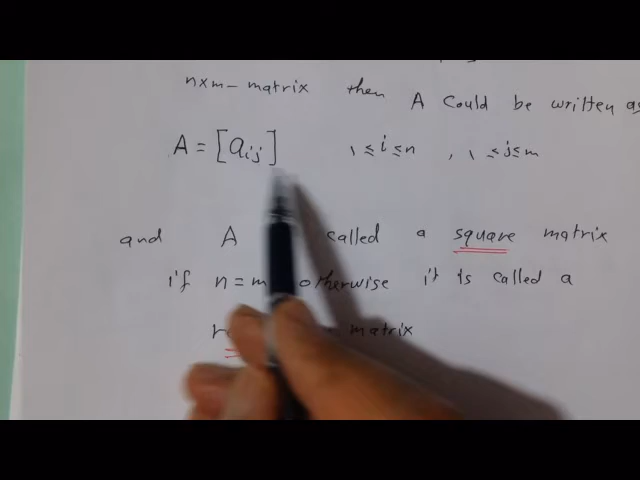 nxm- matrix then A Could be written as
A = [aij] 1 ≤ i ≤ n , 1 ≤ j ≤ m
and A called a square matrix
if n = m otherwise it is called a
matrix